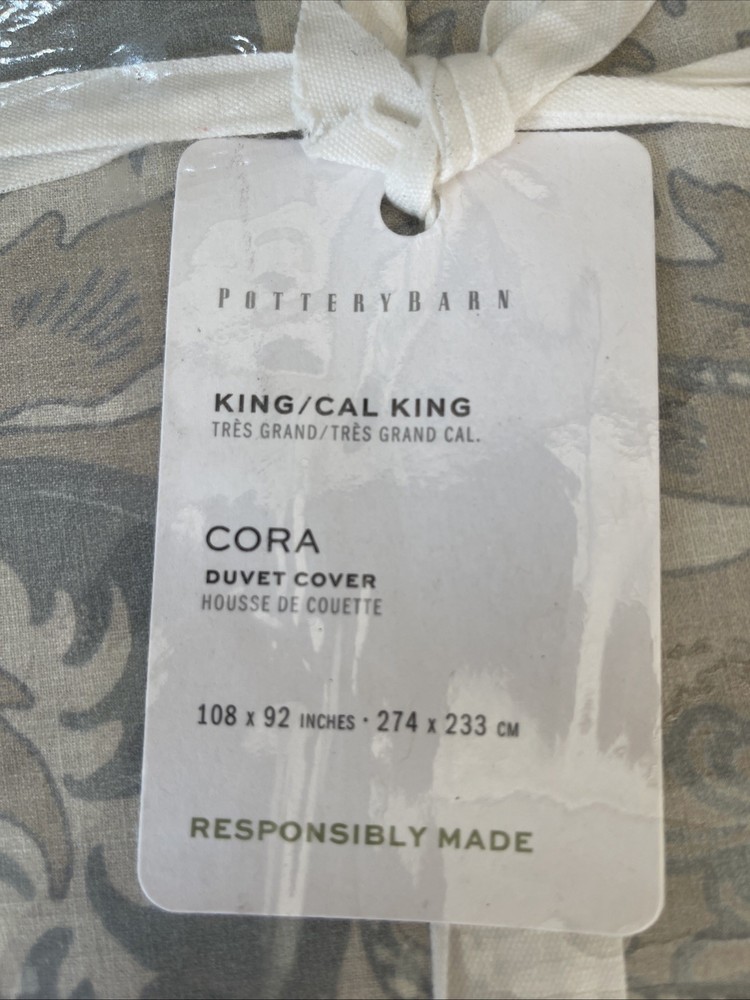 POTTERYBARN
KING/CAL KING
TRÈS GRAND/TRÈS GRAND CAL.
CORA
DUVET COVER
HOUSSE DE COUETTE
108 x 92 INCHES · 274 x 233 CM
RESPONSIBLY MADE